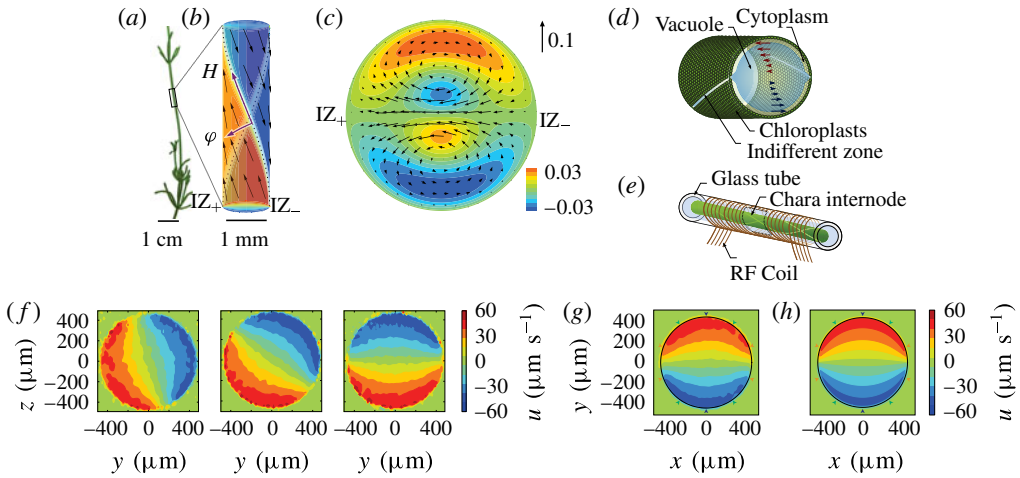 (a) (b) (c) (d)
0.1
Vacuole Cytoplasm
H
φ
IZ+ IZ−
IZ+ IZ−
Chloroplasts
Indifferent zone
0.03
−0.03
1 cm 1 mm
(e)
Glass tube
Chara internode
RF Coil
(f) (g) (h)
400
200
0
−200
−400
z (μm)
−400 0 400 −400 0 400 −400 0 400
y (μm) y (μm) y (μm)
60
30
0
−30
−60
u (μm s⁻¹)
400
200
0
−200
−400
y (μm)
−400 0 400 −400 0 400
x (μm) x (μm)
60
30
0
−30
−60
u (μm s⁻¹)